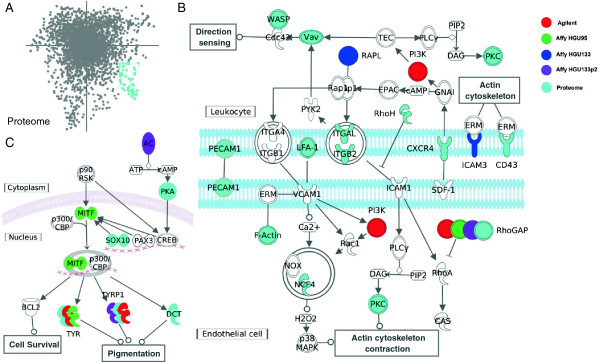 A
Proteome
B
Direction sensing
WASP
Cdc42
Vav
TEC
PLCγ
PIP2
DAG
PKC
PI3K
RAPL
Rap1p1
EPAC
cAMP
GNAI
Leukocyte
PYK2
RhoH
Actin cytoskeleton
ERM
ERM
ICAM3
CD43
PECAM1
ITGA4
ITGB1
LFA-1
ITGAL
ITGB2
CXCR4
PECAM1
ERM
VCAM1
ICAM1
SDF-1
F-Actin
Ca2+
PI3K
Rac1
PLCγ
RhoGAP
NOX
NCF4
DAG
PIP2
RhoA
PKC
CAS
H2O2
p38 MAPK
Actin cytoskeleton contraction
Endothelial cell
Agilent
Affy HGU95
Affy HGU133
Affy HGU133p2
Proteome
C
AC
ATP
cAMP
p90 RSK
PKA
Cytoplasm
MITF
p300/ CBP
Nucleus
SOX10
PAX3
CREB
MITF
p300/ CBP
BCL2
TYR
TYRP1
DCT
Cell Survival
Pigmentation